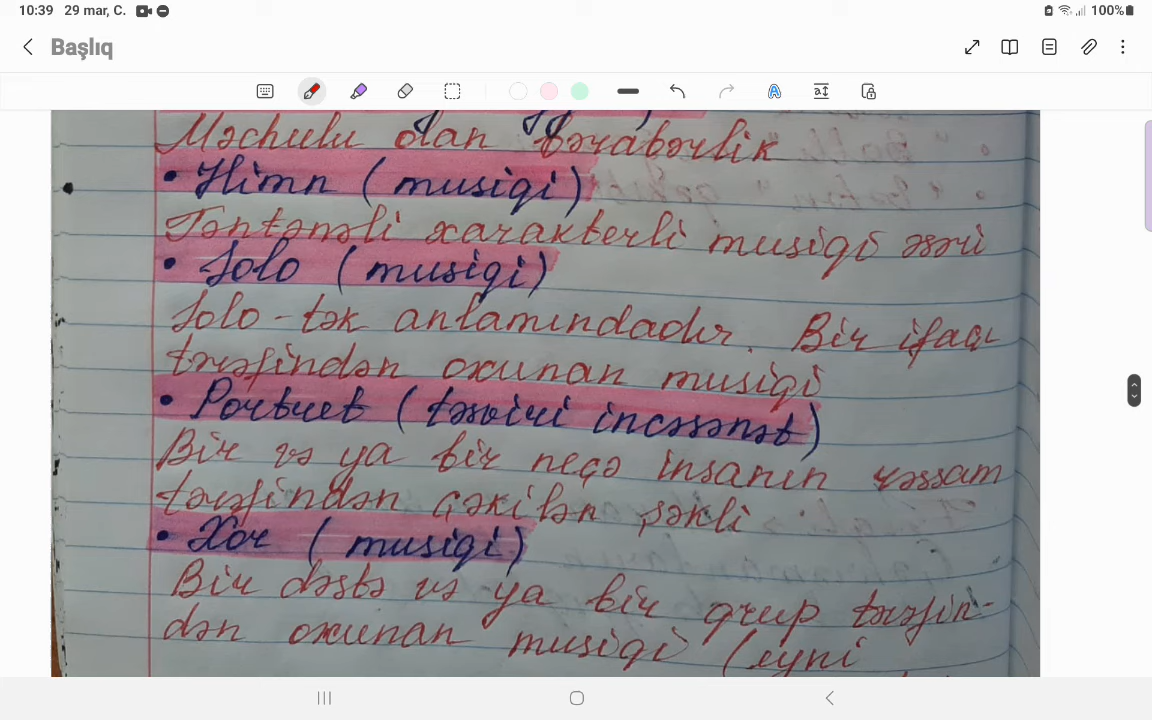 10:39 29 mar, C. 100%
Başlıq
Məchulu olan bərabərlik
• Himn (musiqi)
Təntənəli xarakterli musiqi əsəri
• Solo (musiqi)
Solo-tək anlamındadır. Bir ifaçı
tərəfindən oxunan musiqi
• Portret (təsviri incəsənət)
Bir və ya bir neçə insanın rəssam
tərəfindən çəkilən şəkli
• Xor (musiqi)
Bir dəstə və ya bir qrup tərəfin-
dən oxunan musiqi (eyni